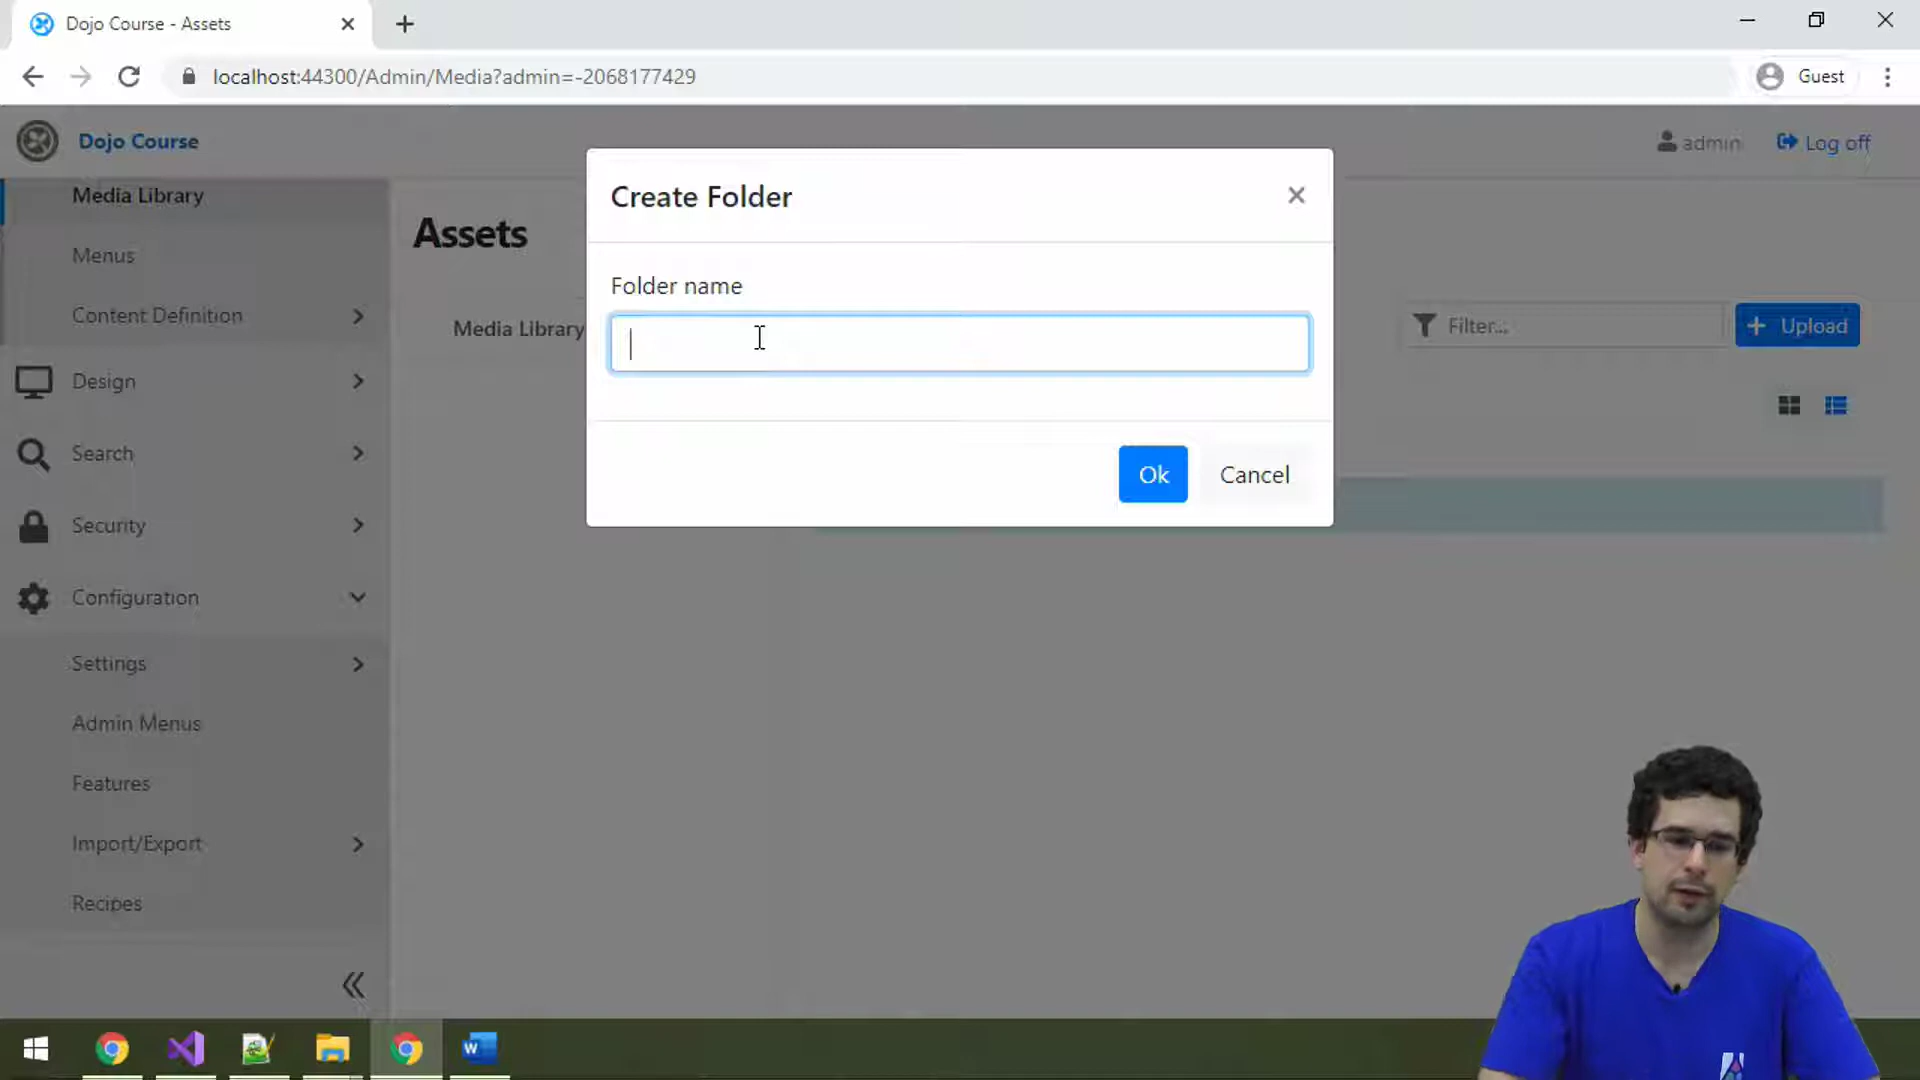 Dojo Course - Assets
localhost:44300/Admin/Media?admin=-2068177429
Guest
Dojo Course
admin
Log off
Media Library
Menus
Content Definition
Design
Search
Security
Configuration
Settings
Admin Menus
Features
Import/Export
Recipes
Assets
Media Library
Filter...
Upload
Create Folder
Folder name
Ok
Cancel